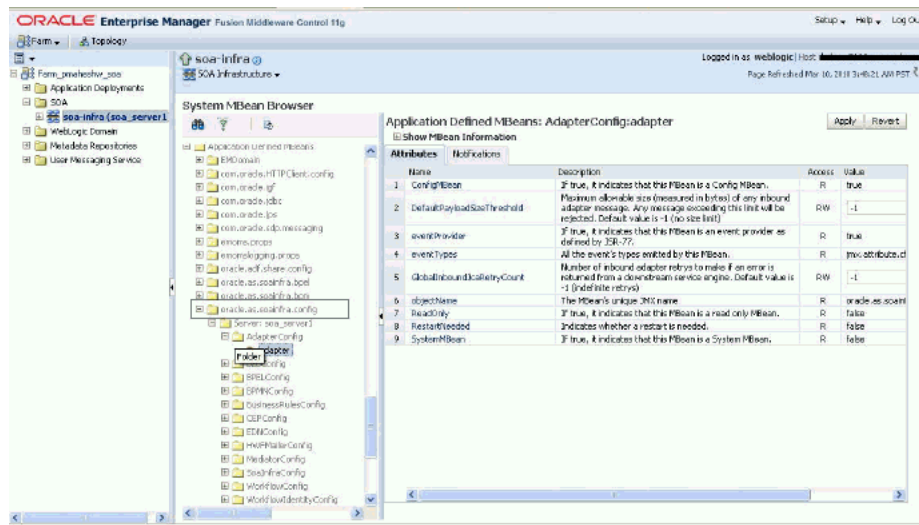 ORACLE Enterprise Manager Fusion Middleware Control 11g
Setup Help Log Ou
Farm Topology
soa-infra
Logged in as weblogic Host
SOA Infrastructure
Page Refreshed Mar 10, 2010 3:48:21 AM PST
Farm_pmaheshw_soa
Application Deployments
SOA
soa-infra (soa_server1
WebLogic Domain
Metadata Repositories
User Messaging Service
System MBean Browser
Application Defined MBeans
EMDomain
com.oracle.HTTPClient.config
com.oracle.igf
com.oracle.jdbc
com.oracle.jps
com.oracle.sdp.messaging
emoms.props
emomslogging.props
oracle.adf.share.config
oracle.as.soainfra.bpel
oracle.as.soainfra.bpm
oracle.as.soainfra.config
Server: soa_server1
AdapterConfig
adapter
Folder
Config
BPELConfig
BPMNConfig
BusinessRulesConfig
CEPConfig
EDNConfig
HWFMailerConfig
MediatorConfig
SoaInfraConfig
WorkflowConfig
WorkflowIdentityConfig
Application Defined MBeans: AdapterConfig:adapter
Apply Revert
Show MBean Information
Attributes Notifications
Name Description Access Value
1 ConfigMBean If true, it indicates that this MBean is a Config MBean. R true
2 DefaultPayloadSizeThreshold Maximum allowable size (measured in bytes) of any inbound adapter message. Any message exceeding this limit will be rejected. Default value is -1 (no size limit) RW -1
3 eventProvider If true, it indicates that this MBean is an event provider as defined by JSR-77. R true
4 eventTypes All the event's types emitted by this MBean. R jmx.attribute.cl
5 GlobalInboundJcaRetryCount Number of inbound adapter retrys to make if an error is returned from a downstream service engine. Default value is -1 (indefinite retrys) RW -1
6 objectName The MBean's unique JMX name R oracle.as.soainf
7 ReadOnly If true, it indicates that this MBean is a read only MBean. R false
8 RestartNeeded Indicates whether a restart is needed. R false
9 SystemMBean If true, it indicates that this MBean is a System MBean. R false